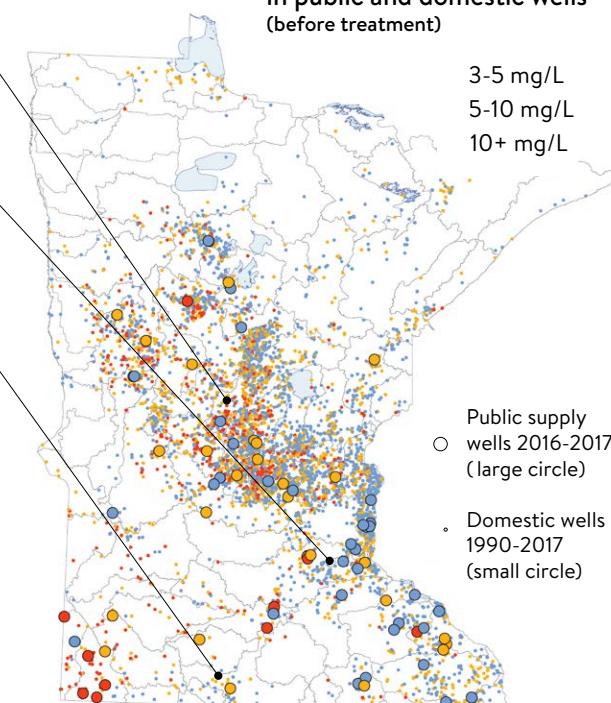 in public and domestic wells
(before treatment)
3-5 mg/L
5-10 mg/L
10+ mg/L
Public supply
wells 2016-2017
(large circle)
Domestic wells
1990-2017
(small circle)